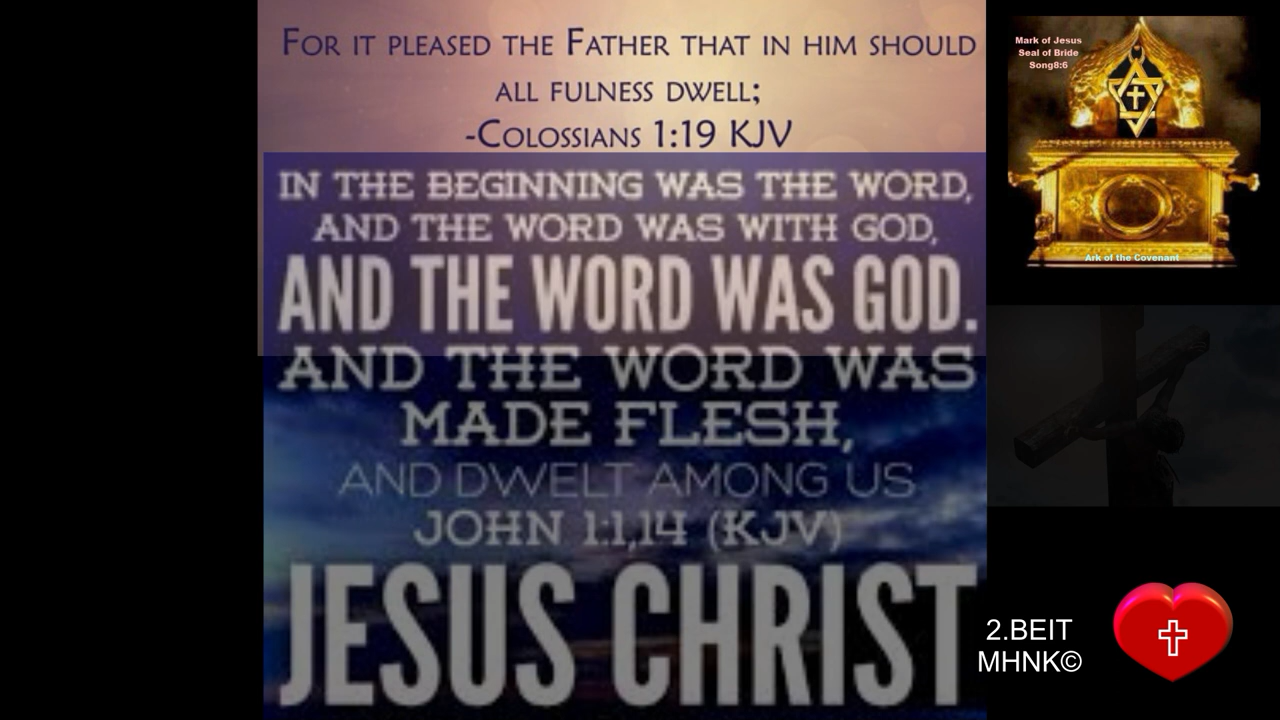 FOR IT PLEASED THE FATHER THAT IN HIM SHOULD
ALL FULNESS DWELL;
-COLOSSIANS 1:19 KJV
IN THE BEGINNING WAS THE WORD,
AND THE WORD WAS WITH GOD,
AND THE WORD WAS GOD.
AND THE WORD WAS
MADE FLESH,
AND DWELT AMONG US
JOHN 1:1,14 (KJV)
JESUS CHRIST
Mark of Jesus
Seal of Bride
Song8:6
Ark of the Covenant
2.BEIT
MHNK©